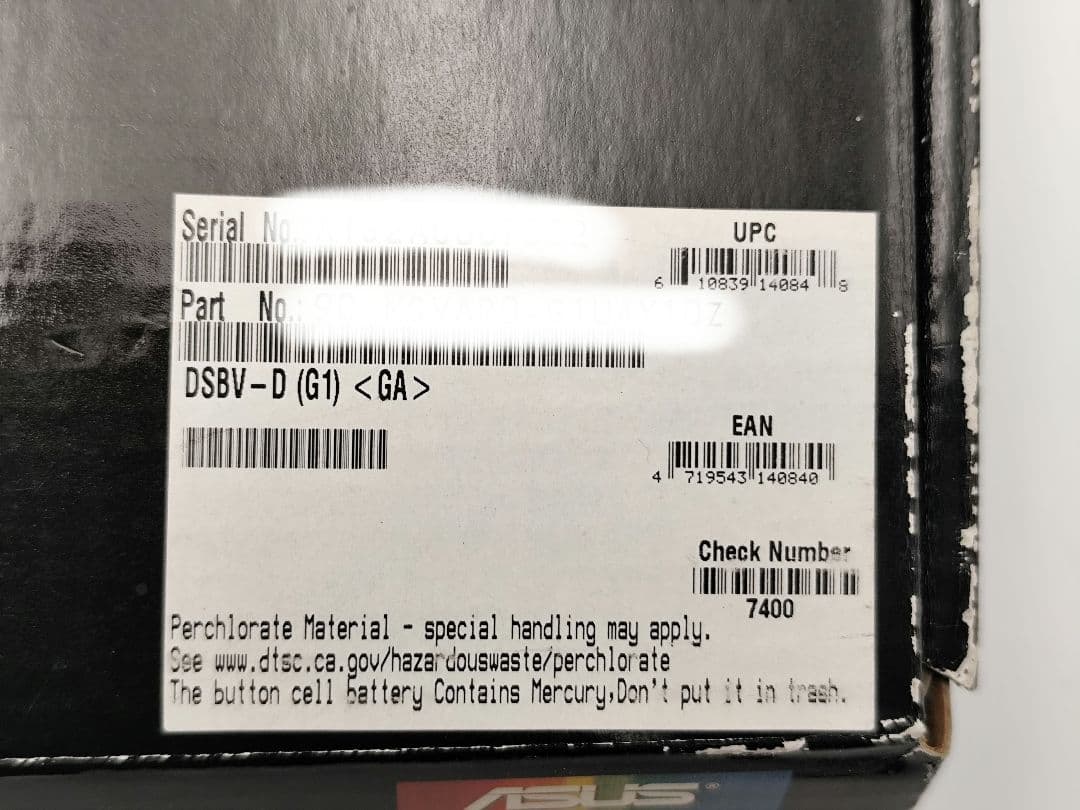 Serial No.
UPC
6 10839 14084 8
Part No.:
DSBV-D (G1) <GA>
EAN
4 719543 140840
Check Number
7400
Perchlorate Material - special handling may apply.
See www.dtsc.ca.gov/hazardouswaste/perchlorate
The button cell battery Contains Mercury,Don't put it in trash.
ASUS®